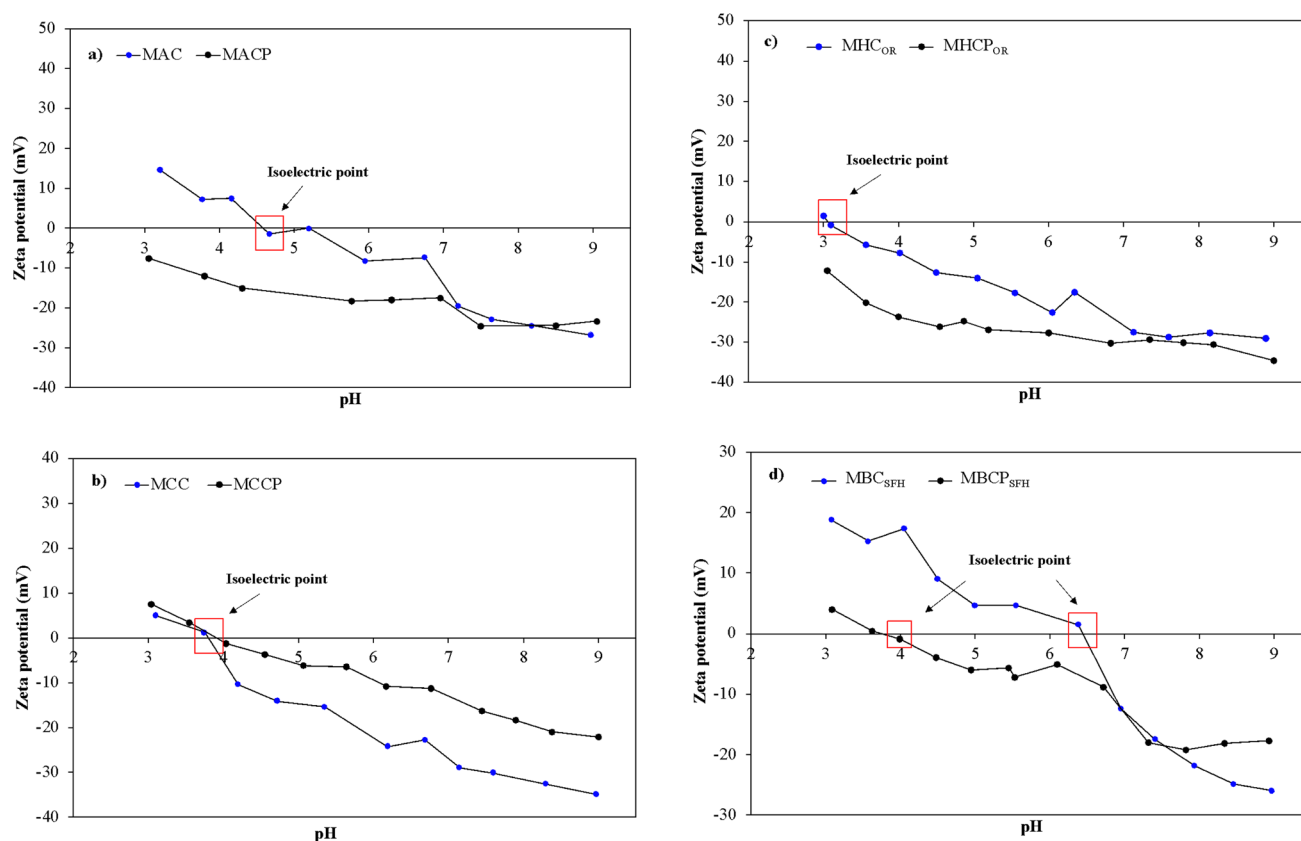 a)
MAC MACP
50
40
30
20
10
0
-10
-20
-30
-40
2 3 4 5 6 7 8 9
Isoelectric point
Zeta potential (mV)
pH
c)
MHCOR MHCPOR
50
40
30
20
10
0
-10
-20
-30
-40
2 3 4 5 6 7 8 9
Isoelectric point
Zeta potential (mV)
pH
b)
MCC MCCP
40
30
20
10
0
-10
-20
-30
-40
2 3 4 5 6 7 8 9
Isoelectric point
Zeta potential (mV)
pH
d)
MBCSFH MBCPSFH
30
20
10
0
-10
-20
-30
2 3 4 5 6 7 8 9
Isoelectric point
Zeta potential (mV)
pH